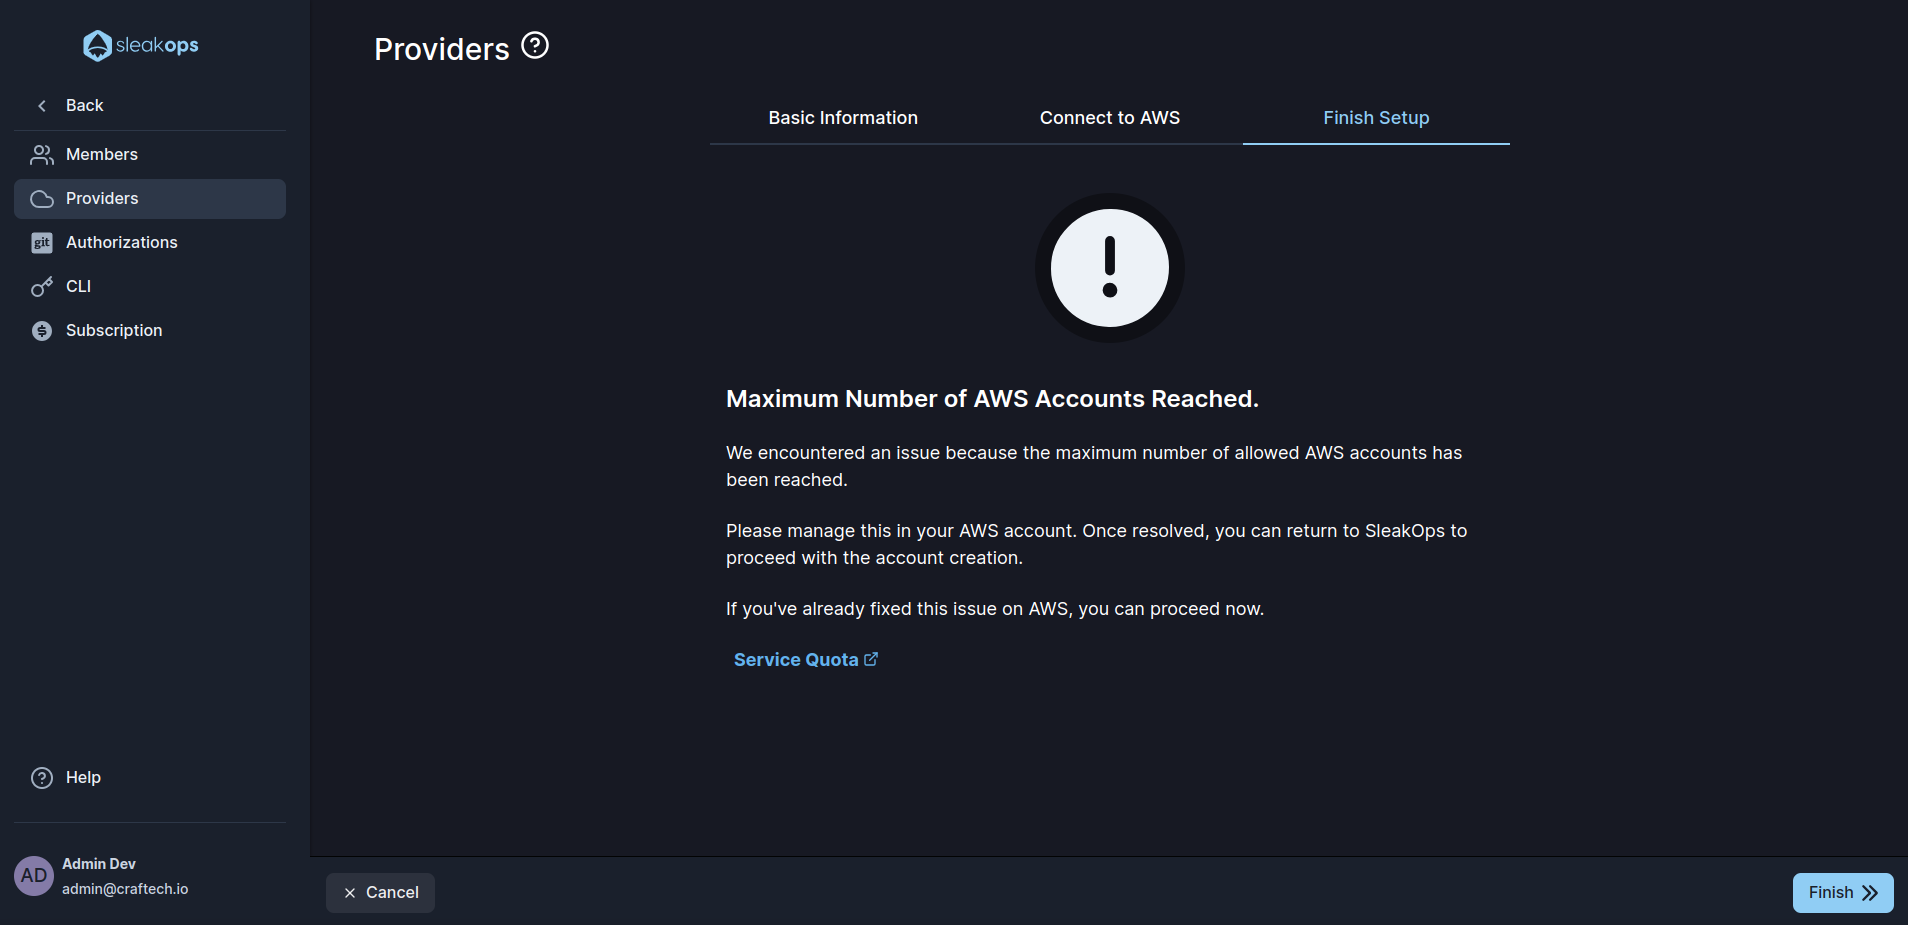 sleakops
Back
Members
Providers
git Authorizations
CLI
Subscription
Help
Admin Dev
AD
admin@craftech.io
Providers
Basic Information Connect to AWS Finish Setup
Maximum Number of AWS Accounts Reached.
We encountered an issue because the maximum number of allowed AWS accounts has
been reached.
Please manage this in your AWS account. Once resolved, you can return to SleakOps to
proceed with the account creation.
If you've already fixed this issue on AWS, you can proceed now.
Service Quota
Cancel
Finish